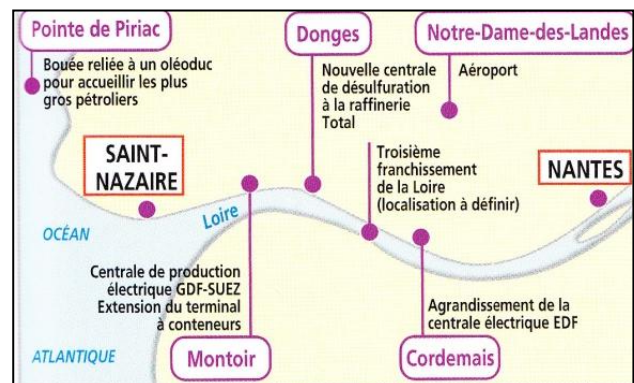 Pointe de Piriac
Bouée reliée à un oléoduc
pour accueillir les plus
gros pétroliers
Donges
Nouvelle centrale
de désulfuration
à la raffinerie
Total
Notre-Dame-des-Landes
Aéroport
SAINT-
NAZAIRE
Troisième
franchissement
de la Loire
(localisation à définir)
NANTES
Loire
OCÉAN
ATLANTIQUE
Centrale de production
électrique GDF-SUEZ
Extension du terminal
à conteneurs
Montoir
Agrandissement de la
centrale électrique EDF
Cordemais